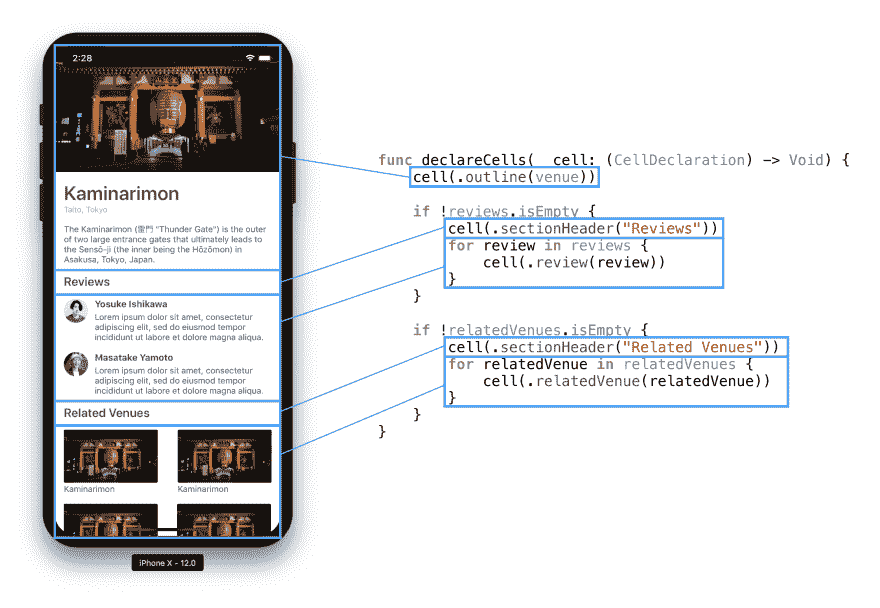 2:28
Kaminarimon
Taito, Tokyo
The Kaminarimon (雷門 "Thunder Gate") is the outer
of two large entrance gates that ultimately leads to
the Sensō-ji (the inner being the Hōzōmon) in
Asakusa, Tokyo, Japan.
Reviews
Yosuke Ishikawa
Lorem ipsum dolor sit amet, consectetur
adipiscing elit, sed do eiusmod tempor
incididunt ut labore et dolore magna aliqua.
Masatake Yamoto
Lorem ipsum dolor sit amet, consectetur
adipiscing elit, sed do eiusmod tempor
incididunt ut labore et dolore magna aliqua.
Related Venues
Kaminarimon
Kaminarimon
iPhone X - 12.0
func declareCells(  cell: (CellDeclaration) -> Void) {
    cell(.outline(venue))
    if !reviews.isEmpty {
        cell(.sectionHeader("Reviews"))
        for review in reviews {
            cell(.review(review))
        }
    }
    if !relatedVenues.isEmpty {
        cell(.sectionHeader("Related Venues"))
        for relatedVenue in relatedVenues {
            cell(.relatedVenue(relatedVenue))
        }
    }
}